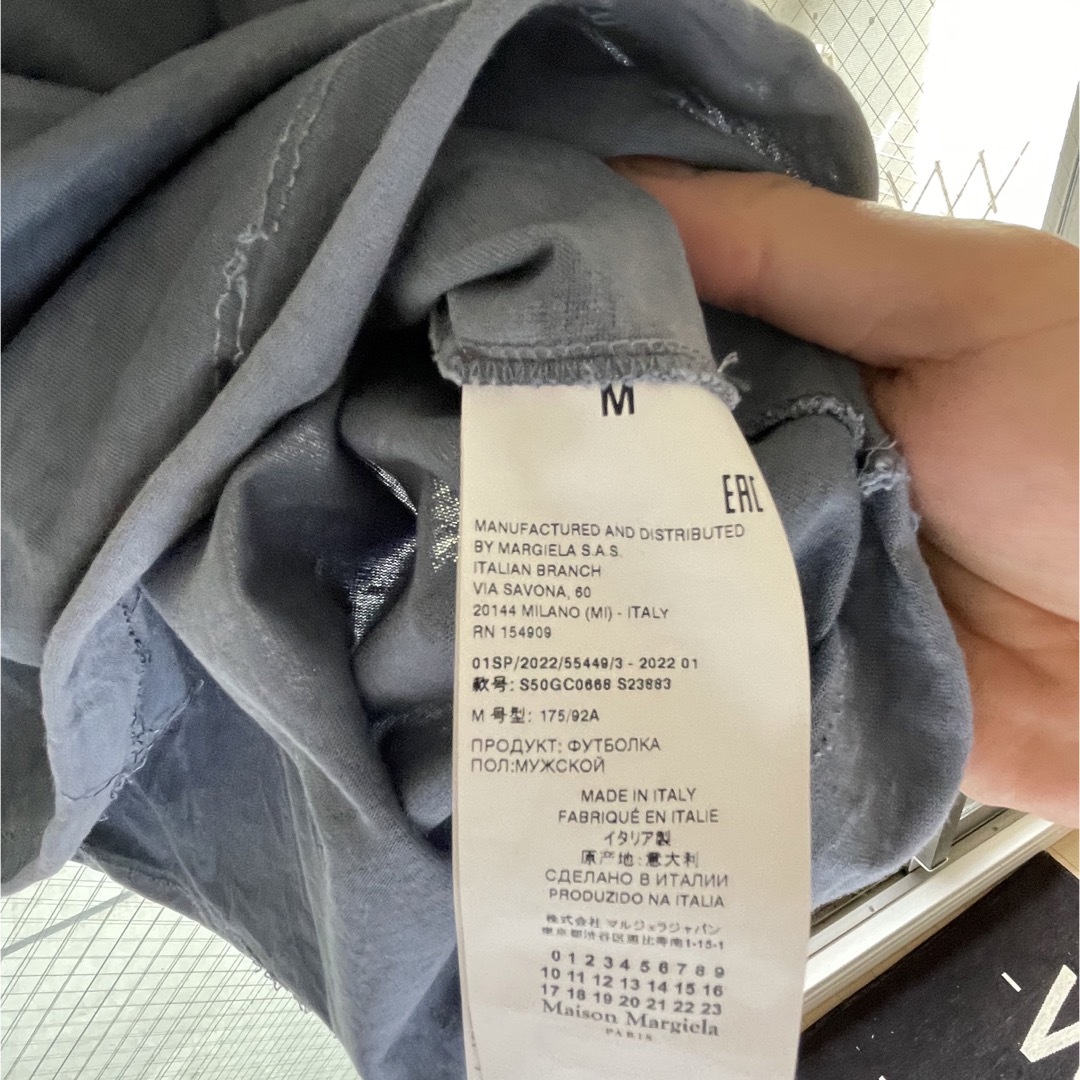 M
EAC
MANUFACTURED AND DISTRIBUTED
BY MARGIELA S.A.S.
ITALIAN BRANCH
VIA SAVONA, 60
20144 MILANO (MI) - ITALY
RN 154909
01SP/2022/55449/3 - 2022 01
款号: S50GC0668 S23883
M 号型: 175/92A
ПРОДУКТ: ФУТБОЛКА
ПОЛ:МУЖСКОЙ
MADE IN ITALY
FABRIQUÉ EN ITALIE
イタリア製
原产地:意大利
СДЕЛАНО В ИТАЛИИ
PRODUZIDO NA ITALIA
株式会社 マルジェラジャパン
東京都渋谷区恵比寿南1-15-1
0 1 2 3 4 5 6 7 8 9
10 11 12 13 14 15 16
17 18 19 20 21 22 23
Maison Margiela
PARIS